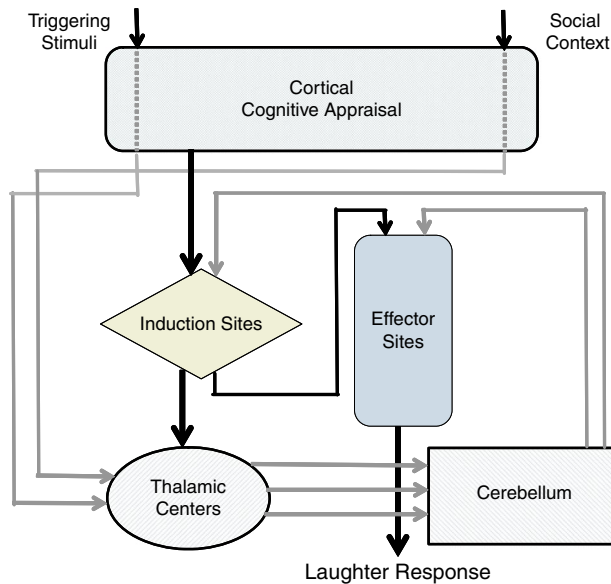 Triggering
Stimuli
Social
Context
Cortical
Cognitive Appraisal
Induction Sites
Effector
Sites
Thalamic
Centers
Cerebellum
Laughter Response